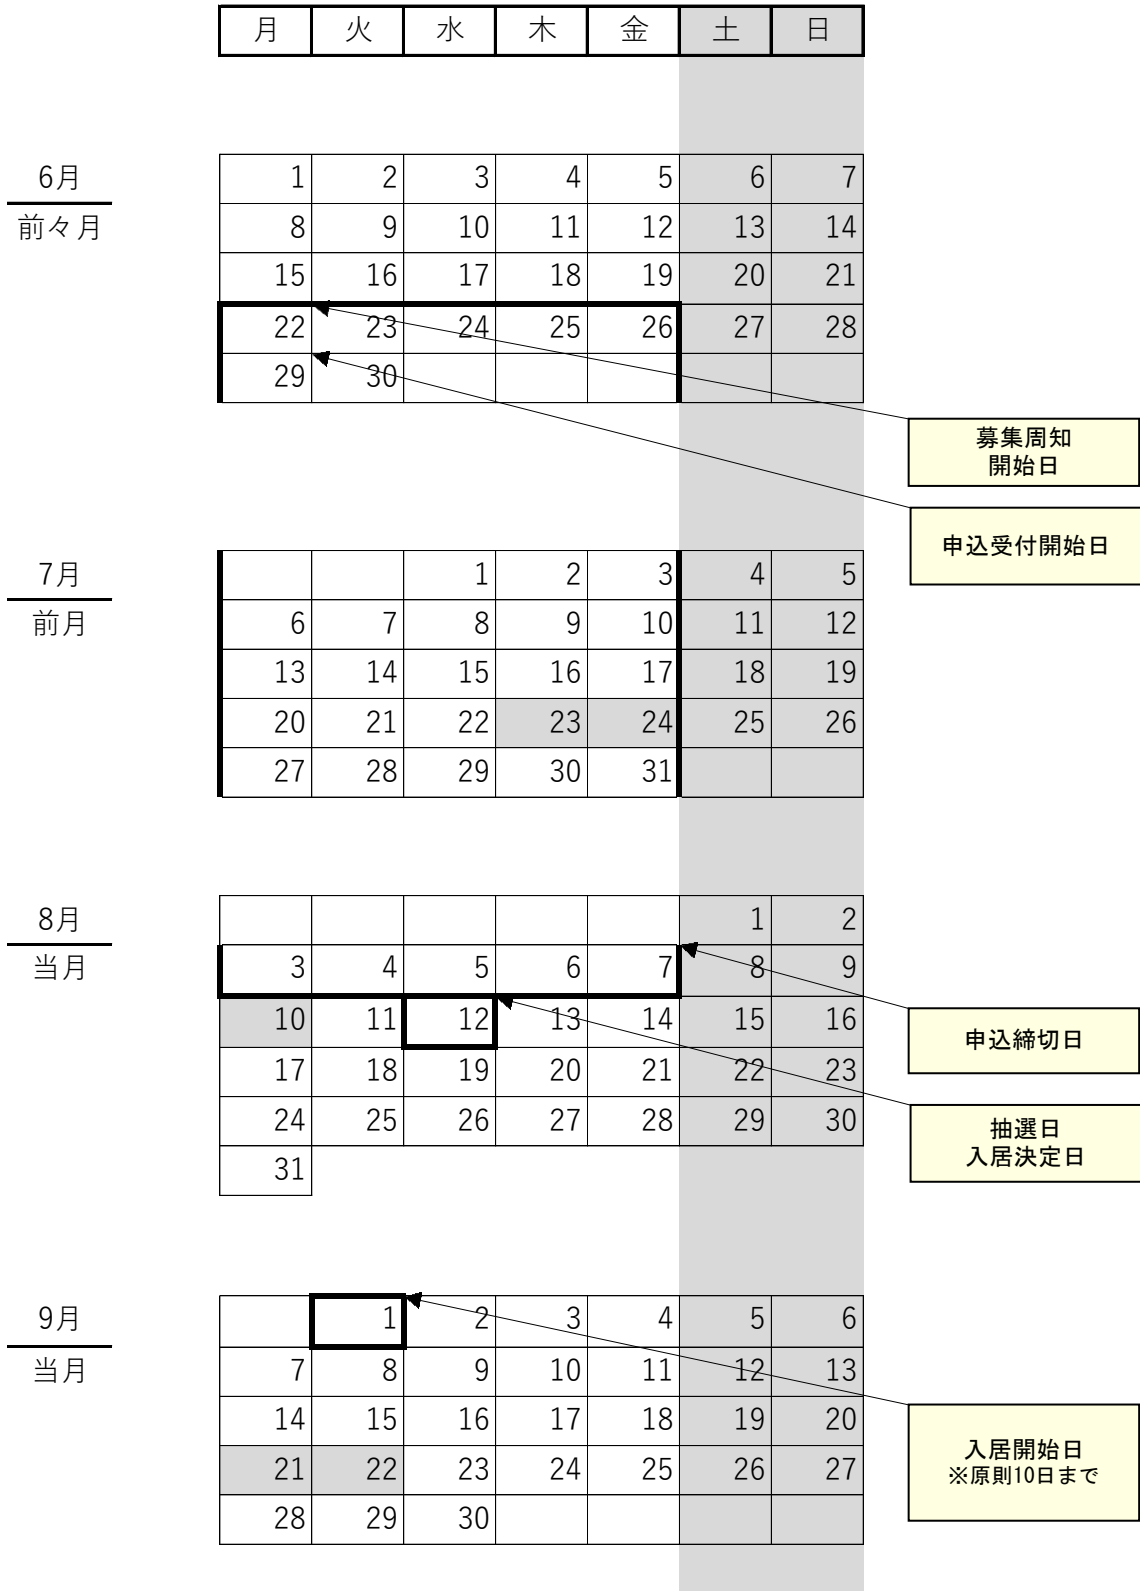 月 火 水 木 金 土 日
6月
前々月
1 2 3 4 5 6 7
8 9 10 11 12 13 14
15 16 17 18 19 20 21
22 23 24 25 26 27 28
29 30
募集周知
開始日
申込受付開始日
7月
前月
1 2 3 4 5
6 7 8 9 10 11 12
13 14 15 16 17 18 19
20 21 22 23 24 25 26
27 28 29 30 31
8月
当月
1 2
3 4 5 6 7 8 9
10 11 12 13 14 15 16
17 18 19 20 21 22 23
24 25 26 27 28 29 30
31
申込締切日
抽選日
入居決定日
9月
当月
1 2 3 4 5 6
7 8 9 10 11 12 13
14 15 16 17 18 19 20
21 22 23 24 25 26 27
28 29 30
入居開始日
※原則10日まで